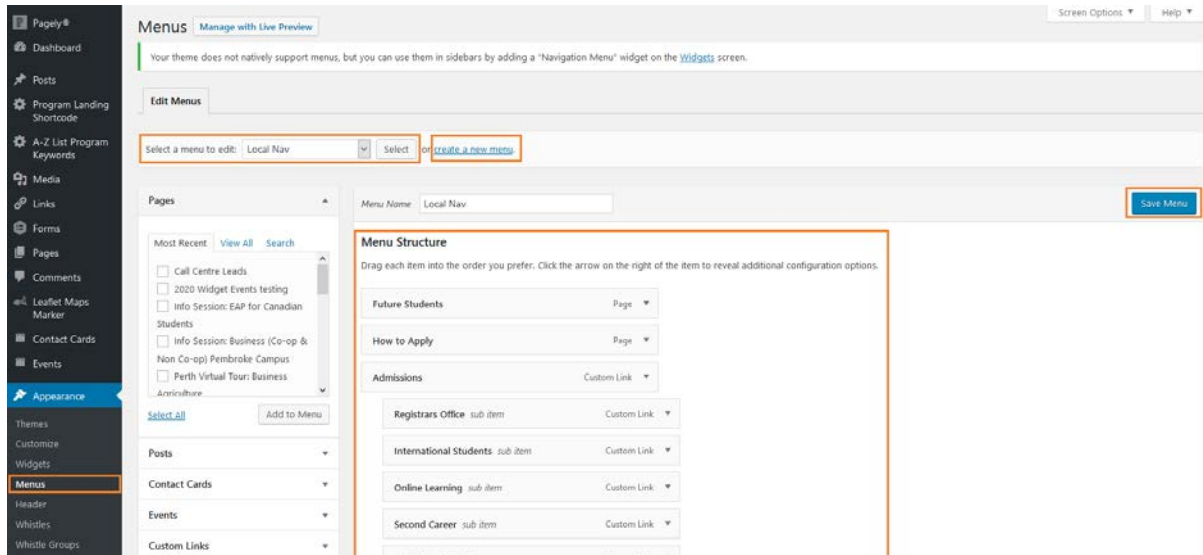 Screen Options ▼ Help ▼
Pagely®
Dashboard
Posts
Program Landing
Shortcode
A-Z List Program
Keywords
Media
Links
Forms
Pages
Comments
Leaflet Maps
Marker
Contact Cards
Events
Appearance
Themes
Customize
Widgets
Menus
Header
Whistles
Whistle Groups
Menus Manage with Live Preview
Your theme does not natively support menus, but you can use them in sidebars by adding a "Navigation Menu" widget on the Widgets screen.
Edit Menus
Select a menu to edit: Local Nav Select or create a new menu.
Pages
Most Recent View All Search
Call Centre Leads
2020 Widget Events testing
Info Session: EAP for Canadian
Students
Info Session: Business (Co-op &
Non Co-op) Pembroke Campus
Perth Virtual Tour: Business
Agriculture
Select All Add to Menu
Posts
Contact Cards
Events
Custom Links
Menu Name Local Nav Save Menu
Menu Structure
Drag each item into the order you prefer. Click the arrow on the right of the item to reveal additional configuration options.
Future Students Page ▼
How to Apply Page ▼
Admissions Custom Link ▼
Registrars Office sub item Custom Link ▼
International Students sub item Custom Link ▼
Online Learning sub item Custom Link ▼
Second Career sub item Custom Link ▼